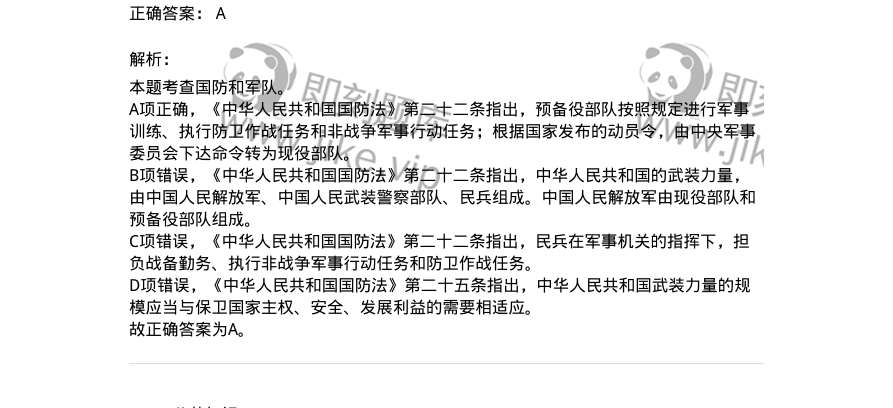 正确答案： A
解析：
本题考查国防和军队。
A项正确，《中华人民共和国国防法》第二十二条指出，预备役部队按照规定进行军事
训练、执行防卫作战任务和非战争军事行动任务；根据国家发布的动员令，由中央军事
委员会下达命令转为现役部队。
B项错误，《中华人民共和国国防法》第二十二条指出，中华人民共和国的武装力量，
由中国人民解放军、中国人民武装警察部队、民兵组成。中国人民解放军由现役部队和
预备役部队组成。
C项错误，《中华人民共和国国防法》第二十二条指出，民兵在军事机关的指挥下，担
负战备勤务、执行非战争军事行动任务和防卫作战任务。
D项错误，《中华人民共和国国防法》第二十五条指出，中华人民共和国武装力量的规
模应当与保卫国家主权、安全、发展利益的需要相适应。
故正确答案为A。
即刻题库
www.jike.vip
即刻
www.jik